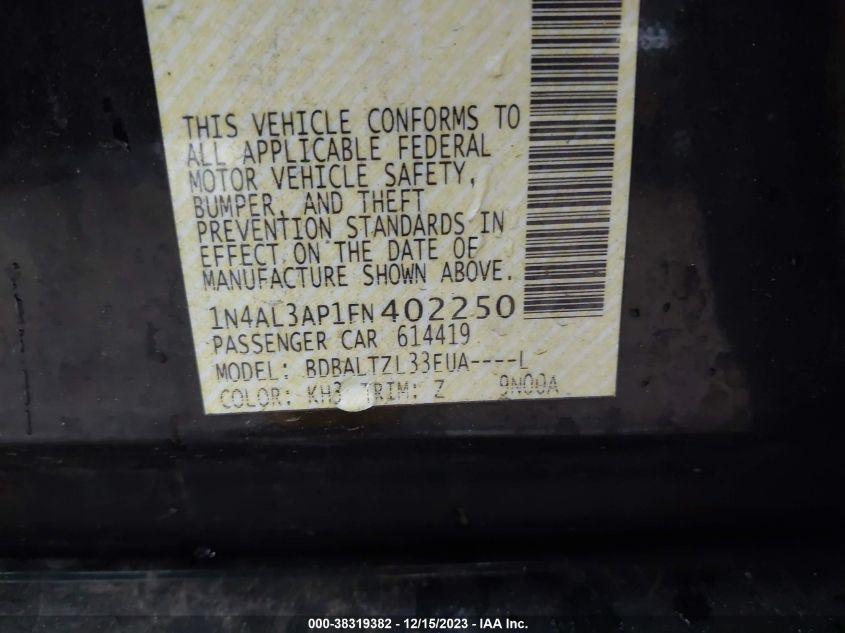 THIS VEHICLE CONFORMS TO
ALL APPLICABLE FEDERAL
MOTOR VEHICLE SAFETY,
BUMPER, AND THEFT
PREVENTION STANDARDS IN
EFFECT ON THE DATE OF
MANUFACTURE SHOWN ABOVE.
1N4AL3AP1FN402250
PASSENGER CAR 614419
MODEL: BDBALTZL33EUA----L
COLOR: KH3 TRIM: Z 9N00A
000-38319382 - 12/15/2023 - IAA Inc.